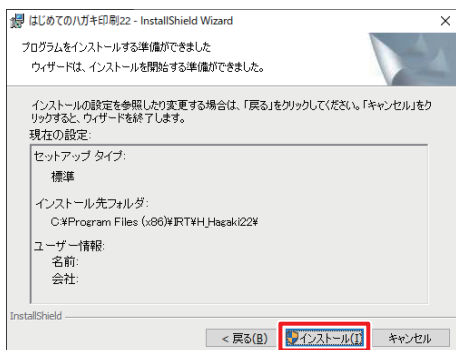 はじめてのハガキ印刷22 - InstallShield Wizard
プログラムをインストールする準備ができました
ウィザードは、インストールを開始する準備ができました。
インストールの設定を参照したり変更する場合は、「戻る」をクリックしてください。「キャンセル」をク
リックすると、ウィザードを終了します。
現在の設定:
セットアップ タイプ:
標準
インストール先フォルダ:
C:¥Program Files (x86)¥IRT¥H_Hagaki22¥
ユーザー情報:
名前:
会社:
InstallShield
< 戻る(B)
インストール(I)
キャンセル